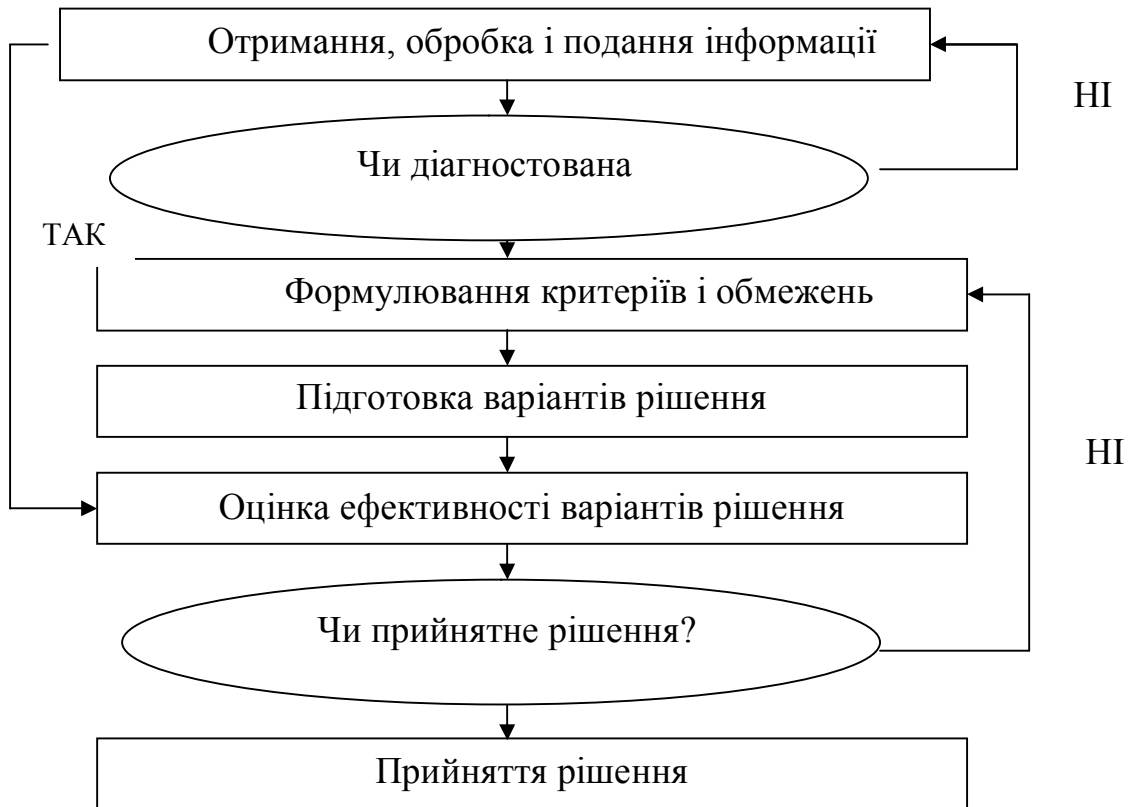 Отримання, обробка і подання інформації
НІ
Чи діагностована
ТАК
Формулювання критеріїв і обмежень
Підготовка варіантів рішення
НІ
Оцінка ефективності варіантів рішення
Чи прийнятне рішення?
Прийняття рішення